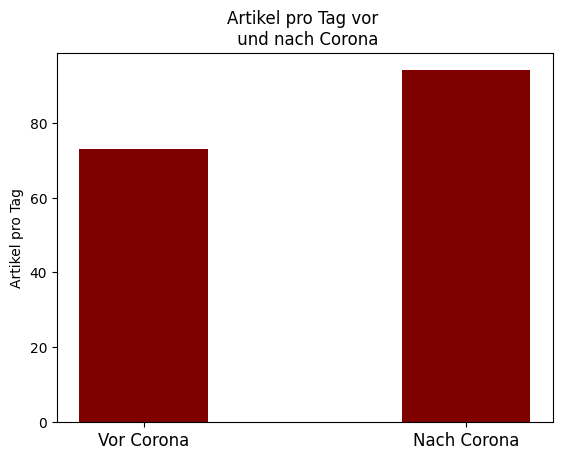 Artikel pro Tag vor
und nach Corona
Artikel pro Tag
80
60
40
20
0
Vor Corona
Nach Corona